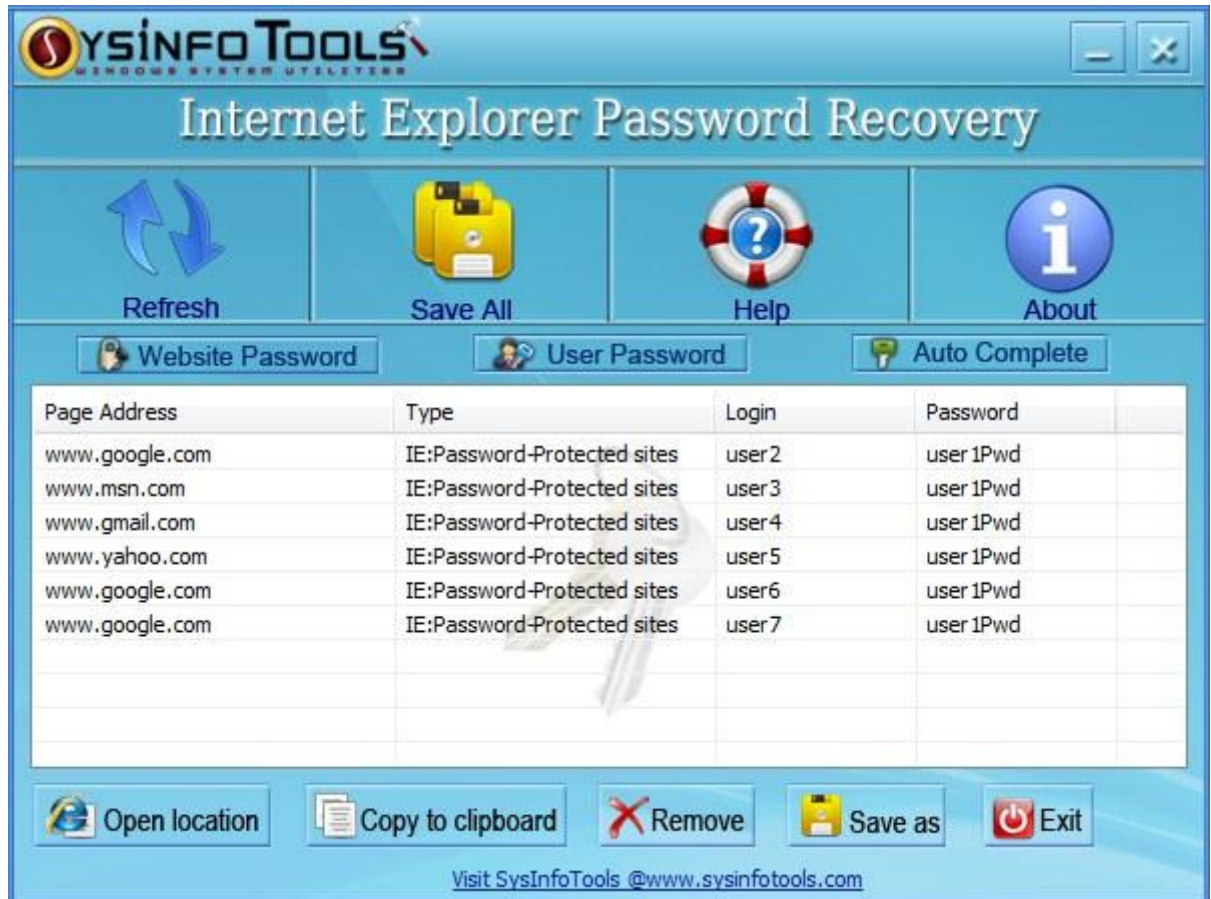 SYSINFO TOOLS
WINDOWS SYSTEM UTILITIES
Internet Explorer Password Recovery
Refresh Save All Help About
Website Password User Password Auto Complete
Page Address Type Login Password
www.google.com IE:Password-Protected sites user2 user1Pwd
www.msn.com IE:Password-Protected sites user3 user1Pwd
www.gmail.com IE:Password-Protected sites user4 user1Pwd
www.yahoo.com IE:Password-Protected sites user5 user1Pwd
www.google.com IE:Password-Protected sites user6 user1Pwd
www.google.com IE:Password-Protected sites user7 user1Pwd
Open location Copy to clipboard Remove Save as Exit
Visit SysInfoTools @www.sysinfotools.com